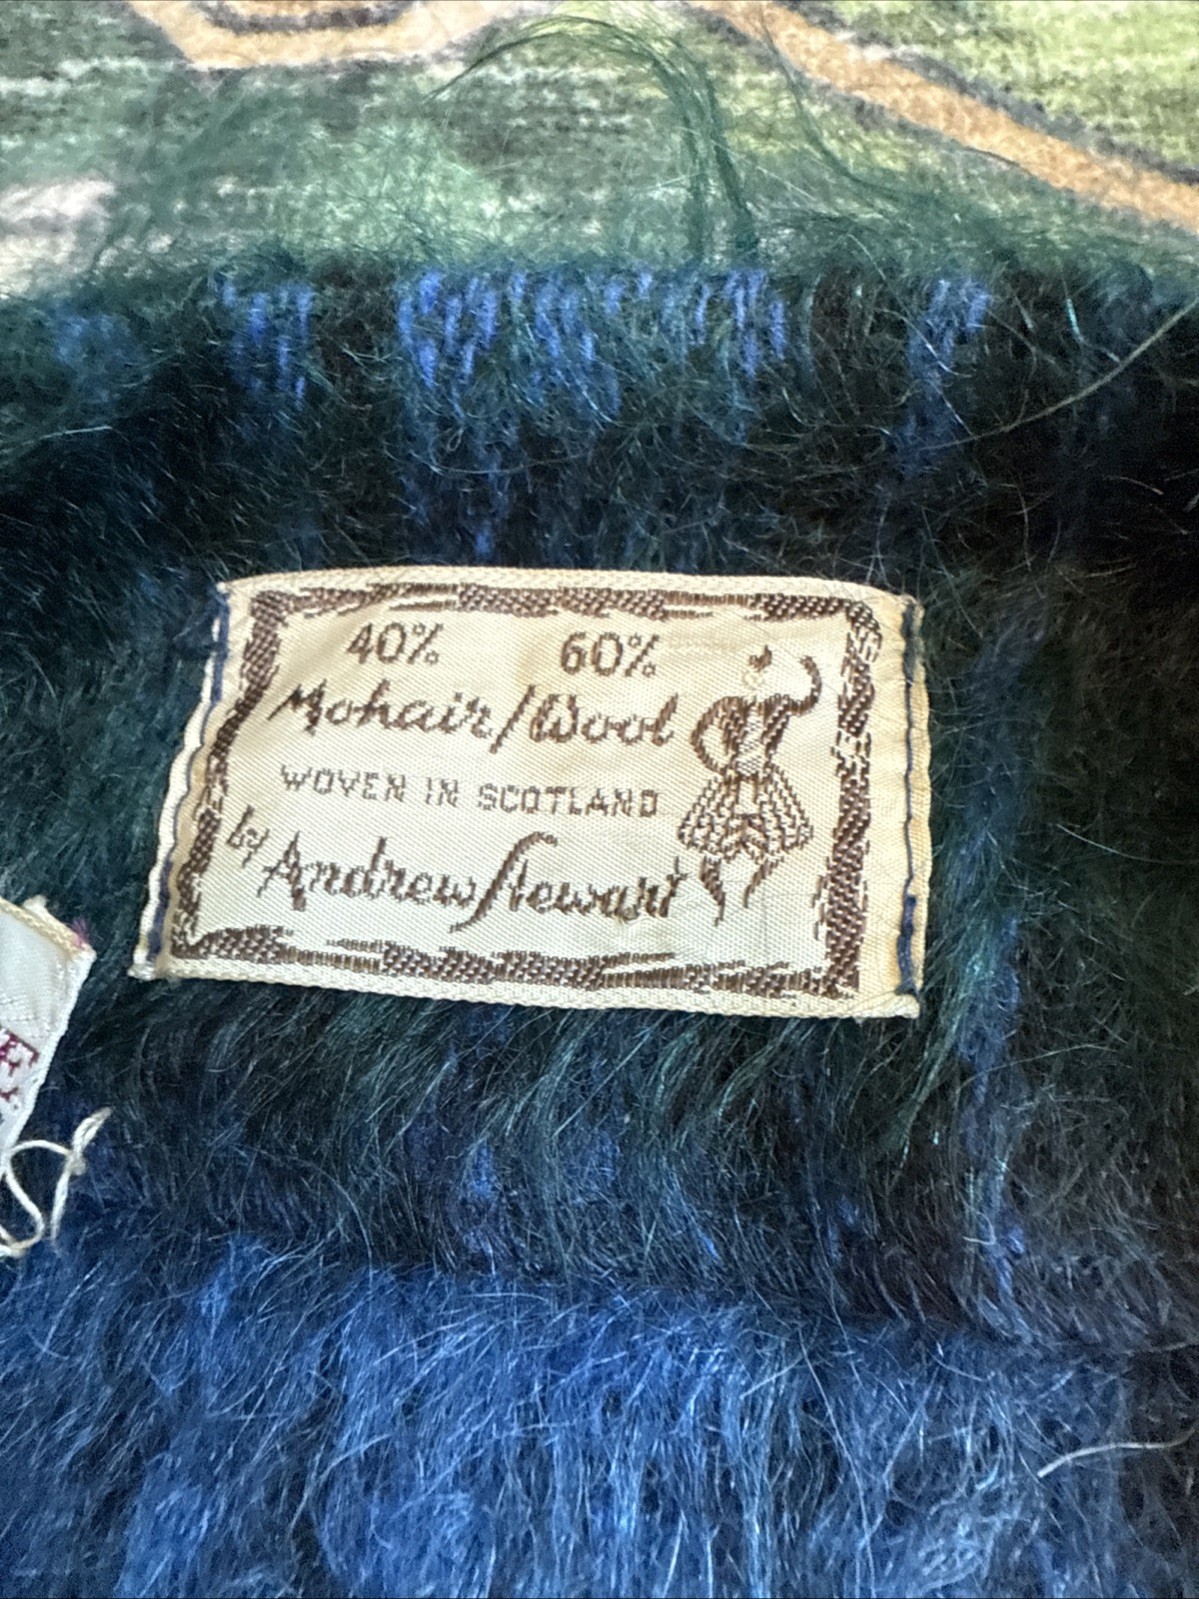 40% 60%
Mohair/Wool
WOVEN IN SCOTLAND
by Andrew Stewart